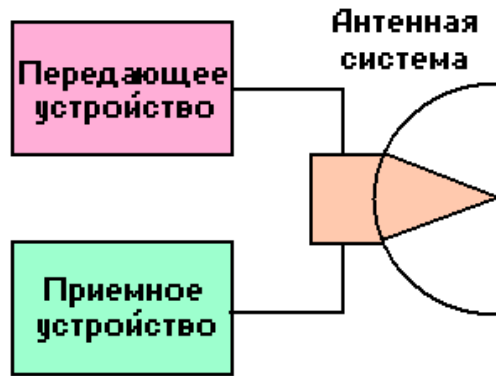 Антенная
система
Передающее
устройство
Приемное
устройство